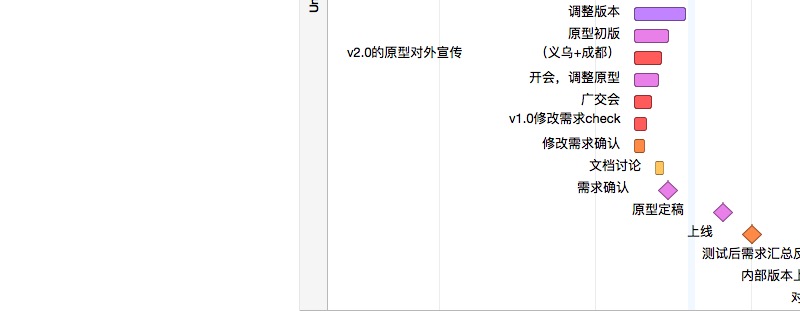 调整版本
原型初版
v2.0的原型对外宣传 （义乌+成都）
开会，调整原型
广交会
v1.0修改需求check
修改需求确认
文档讨论
需求确认
原型定稿
上线
测试后需求汇总
内部版本上
对